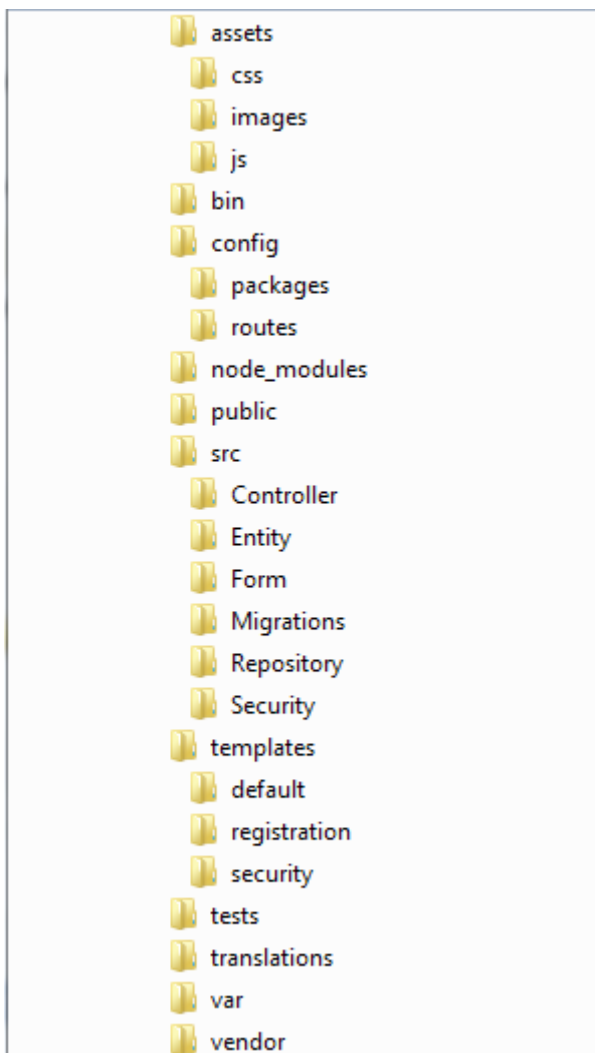 assets
css
images
js
bin
config
packages
routes
node_modules
public
src
Controller
Entity
Form
Migrations
Repository
Security
templates
default
registration
security
tests
translations
var
vendor